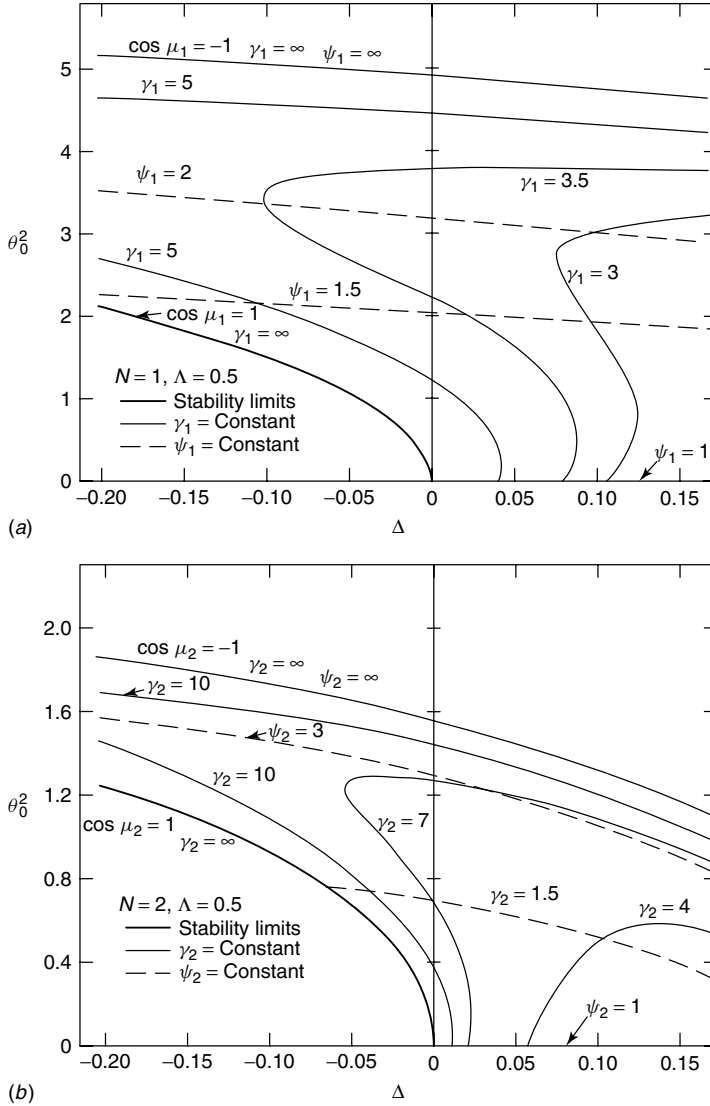 cos μ₁ = −1 γ₁ = ∞ ψ₁ = ∞
5
γ₁ = 5
4
ψ₁ = 2
γ₁ = 3.5
3
θ₀²
γ₁ = 5
γ₁ = 3
ψ₁ = 1.5
2
cos μ₁ = 1
γ₁ = ∞
N = 1, Λ = 0.5
Stability limits
1
γ₁ = Constant
ψ₁ = Constant
ψ₁ = 1
0
−0.20 −0.15 −0.10 −0.05 0 0.05 0.10 0.15
(a)
Δ
2.0
cos μ₂ = −1
γ₂ = ∞ ψ₂ = ∞
γ₂ = 10
1.6
ψ₂ = 3
γ₂ = 10
1.2
θ₀²
γ₂ = 7
cos μ₂ = 1
γ₂ = ∞
0.8
γ₂ = 1.5
γ₂ = 4
N = 2, Λ = 0.5
Stability limits
γ₂ = Constant
0.4
ψ₂ = Constant
ψ₂ = 1
0
−0.20 −0.15 −0.10 −0.05 0 0.05 0.10 0.15
(b)
Δ